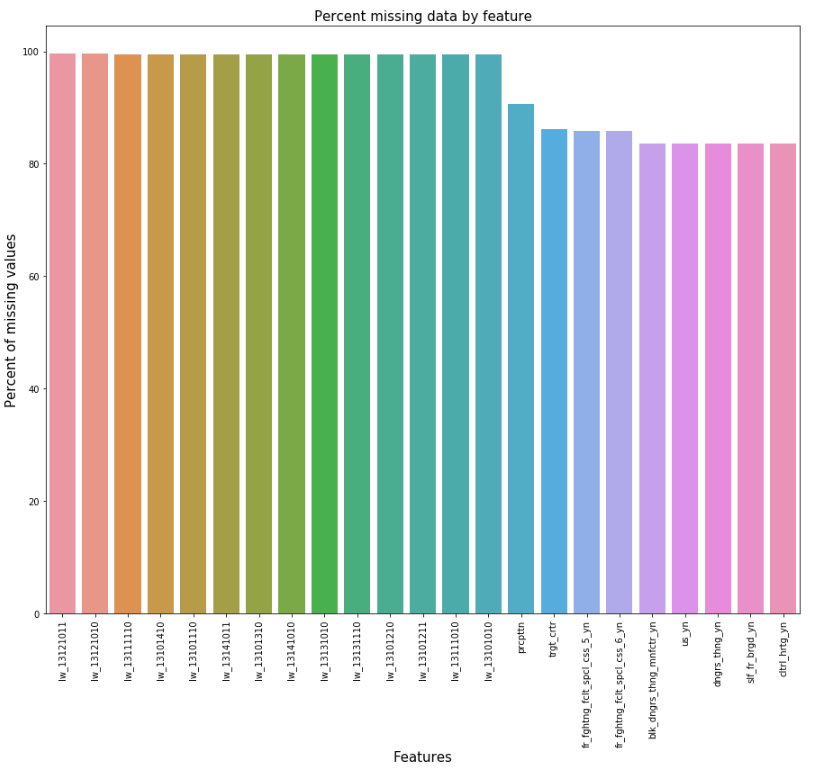 Percent missing data by feature
Percent of missing values
100
80
60
40
20
0
lw_13121011
lw_13121010
lw_13111110
lw_13101410
lw_13101110
lw_13141011
lw_13101310
lw_13141010
lw_13131010
lw_13131110
lw_13101210
lw_13101211
lw_13111010
lw_13101010
prcpttn
trgt_crtr
fr_fghtng_fclt_spcl_css_5_yn
fr_fghtng_fclt_spcl_css_6_yn
blk_dngrs_thng_mnfctr_yn
us_yn
dngrs_thng_yn
slf_fr_brgd_yn
cltrl_hrtg_yn
Features